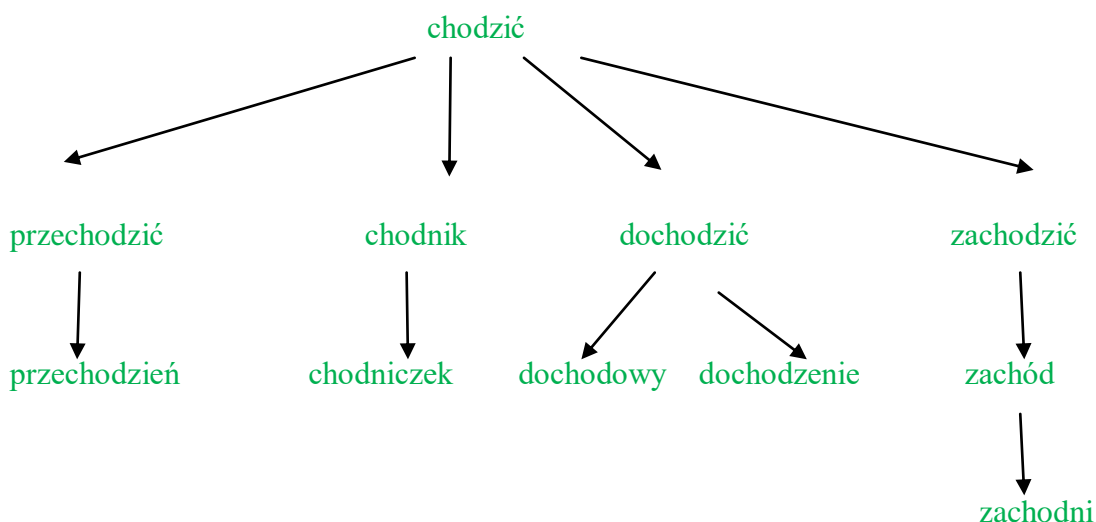 chodzić
przechodzić chodnik dochodzić zachodzić
przechodzień chodniczek dochodowy dochodzenie zachód
zachodni